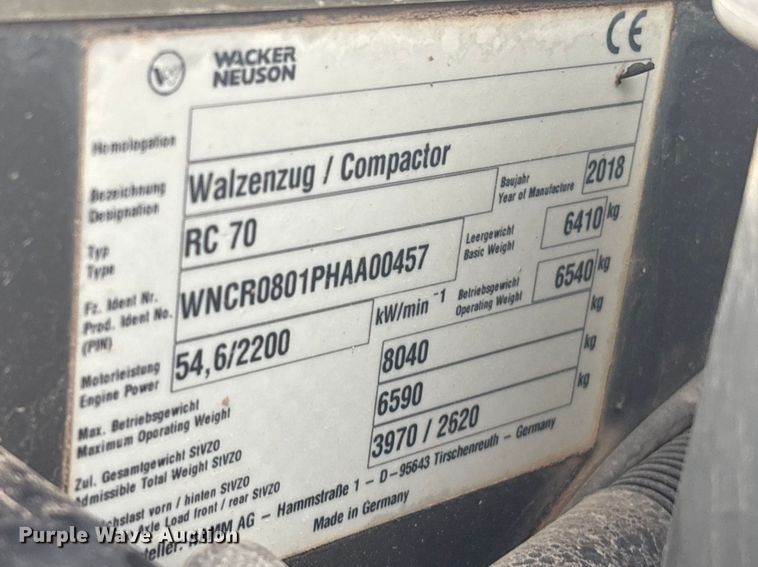 WACKER
NEUSON
CE
Homologation
Bezeichnung
Designation
Walzenzug / Compactor
Typ
Type
RC 70
Baujahr
Year of Manufacture
2018
Fz. Ident Nr.
Prod. Ident No.
(PIN)
WNCR0801PHAA00457
Leergewicht
Basic Weight
6410 kg
Motorleistung
Engine Power
54,6/2200 kW/min -1
Betriebsgewicht
Operating Weight
6540 kg
Max. Betriebsgewicht
Maximum Operating Weight
8040 kg
Zul. Gesamtgewicht StVZO
Admissible Total Weight StVZO
6590 kg
vorn / hinten StVZO
Axle Load front / rear StVZO
3970 / 2620 kg
HAMM AG – Hammstraße 1 – D–95643 Tirschenreuth – Germany
Made in Germany
Purple Wave Auction